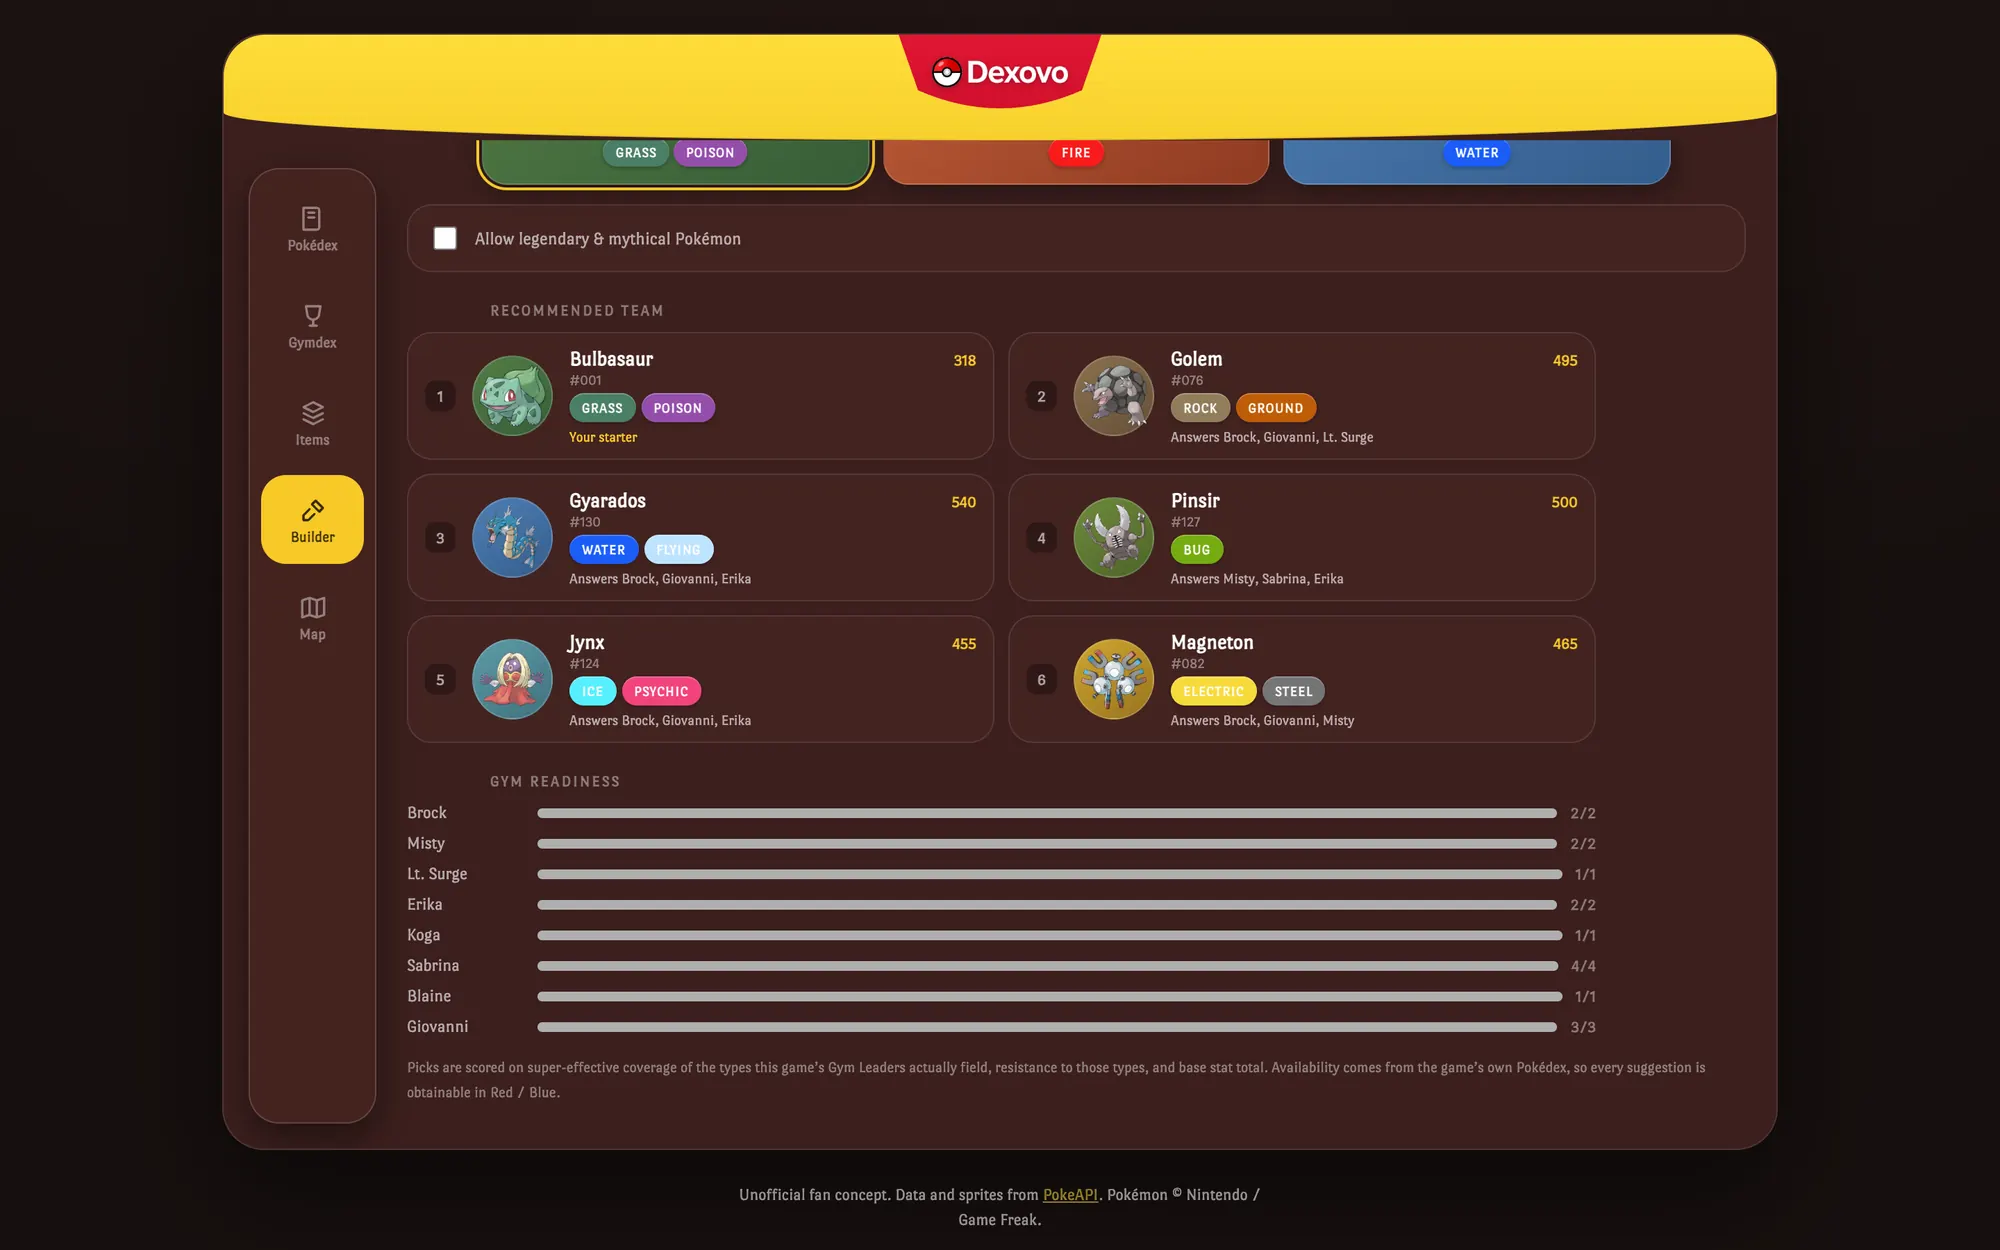 Dexovo
GRASS POISON
FIRE
WATER
Pokédex
Gymdex
Items
Builder
Map
Allow legendary & mythical Pokémon
RECOMMENDED TEAM
1
Bulbasaur
318
#001
GRASS POISON
Your starter
2
Golem
495
#076
ROCK GROUND
Answers Brock, Giovanni, Lt. Surge
3
Gyarados
540
#130
WATER FLYING
Answers Brock, Giovanni, Erika
4
Pinsir
500
#127
BUG
Answers Misty, Sabrina, Erika
5
Jynx
455
#124
ICE PSYCHIC
Answers Brock, Giovanni, Erika
6
Magneton
465
#082
ELECTRIC STEEL
Answers Brock, Giovanni, Misty
GYM READINESS
Brock 2/2
Misty 2/2
Lt. Surge 1/1
Erika 2/2
Koga 1/1
Sabrina 4/4
Blaine 1/1
Giovanni 3/3
Picks are scored on super-effective coverage of the types this game's Gym Leaders actually field, resistance to those types, and base stat total. Availability comes from the game's own Pokédex, so every suggestion is
obtainable in Red / Blue.
Unofficial fan concept. Data and sprites from PokeAPI. Pokémon © Nintendo /
Game Freak.